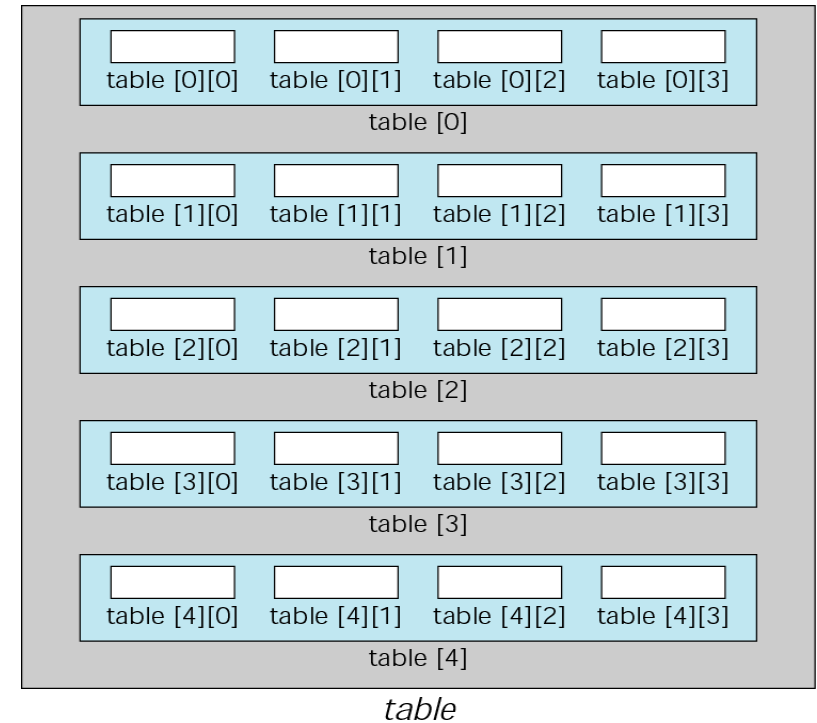 table [0][0] table [0][1] table [0][2] table [0][3]
table [0]
table [1][0] table [1][1] table [1][2] table [1][3]
table [1]
table [2][0] table [2][1] table [2][2] table [2][3]
table [2]
table [3][0] table [3][1] table [3][2] table [3][3]
table [3]
table [4][0] table [4][1] table [4][2] table [4][3]
table [4]
table